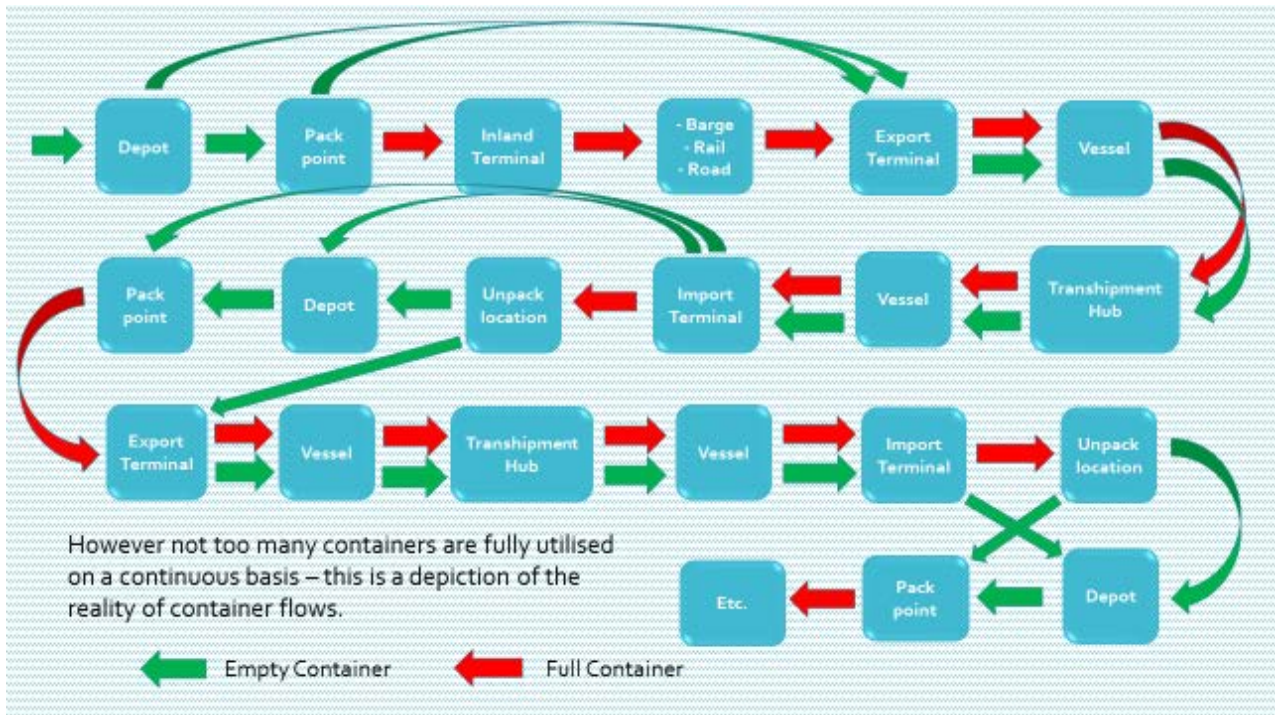 Depot
Pack
point
Inland
Terminal
- Barge
- Rail
- Road
Export
Terminal
Vessel
Pack
point
Depot
Unpack
location
Import
Terminal
Vessel
Transhipment
Hub
Export
Terminal
Vessel
Transhipment
Hub
Vessel
Import
Terminal
Unpack
location
However not too many containers are fully utilised
on a continuous basis – this is a depiction of the
reality of container flows.
Etc.
Pack
point
Depot
Empty Container
Full Container